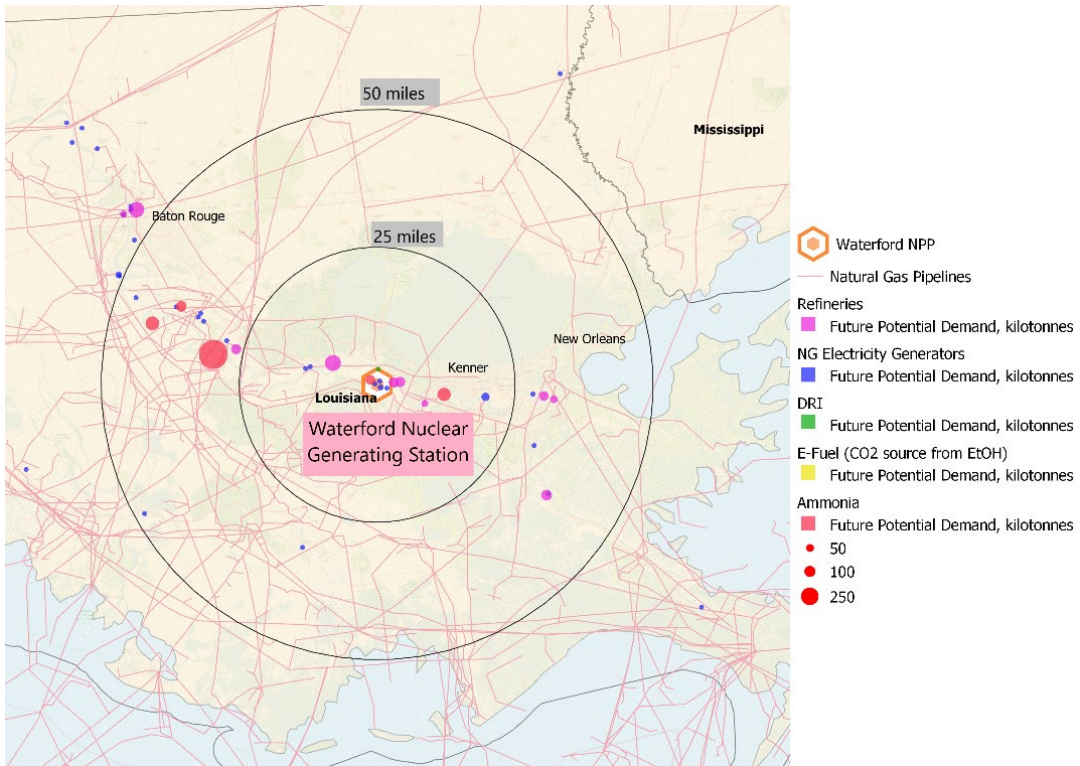 50 miles
Mississippi
Baton Rouge
25 miles
New Orleans
Kenner
Louisiana
Waterford Nuclear
Generating Station
Waterford NPP
Natural Gas Pipelines
Refineries
Future Potential Demand, kilotonnes
NG Electricity Generators
Future Potential Demand, kilotonnes
DRI
Future Potential Demand, kilotonnes
E-Fuel (CO2 source from EtOH)
Future Potential Demand, kilotonnes
Ammonia
Future Potential Demand, kilotonnes
50
100
250